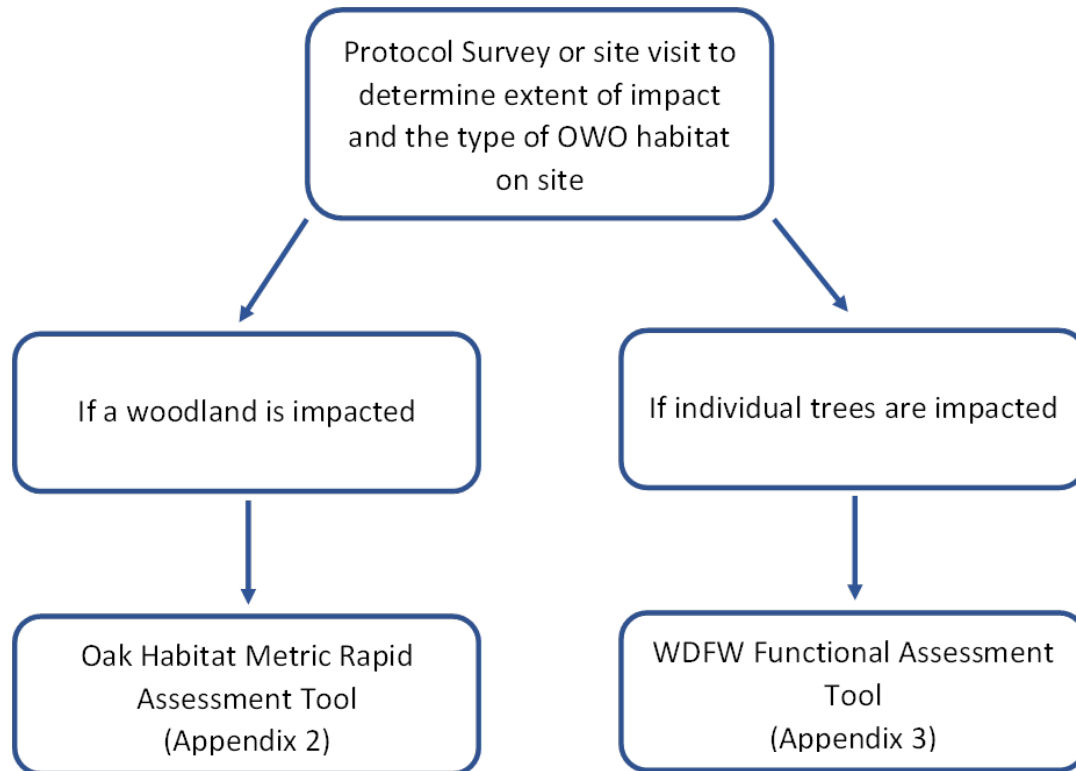 Protocol Survey or site visit to
determine extent of impact
and the type of OWO habitat
on site
If a woodland is impacted
If individual trees are impacted
Oak Habitat Metric Rapid
Assessment Tool
(Appendix 2)
WDFW Functional Assessment
Tool
(Appendix 3)